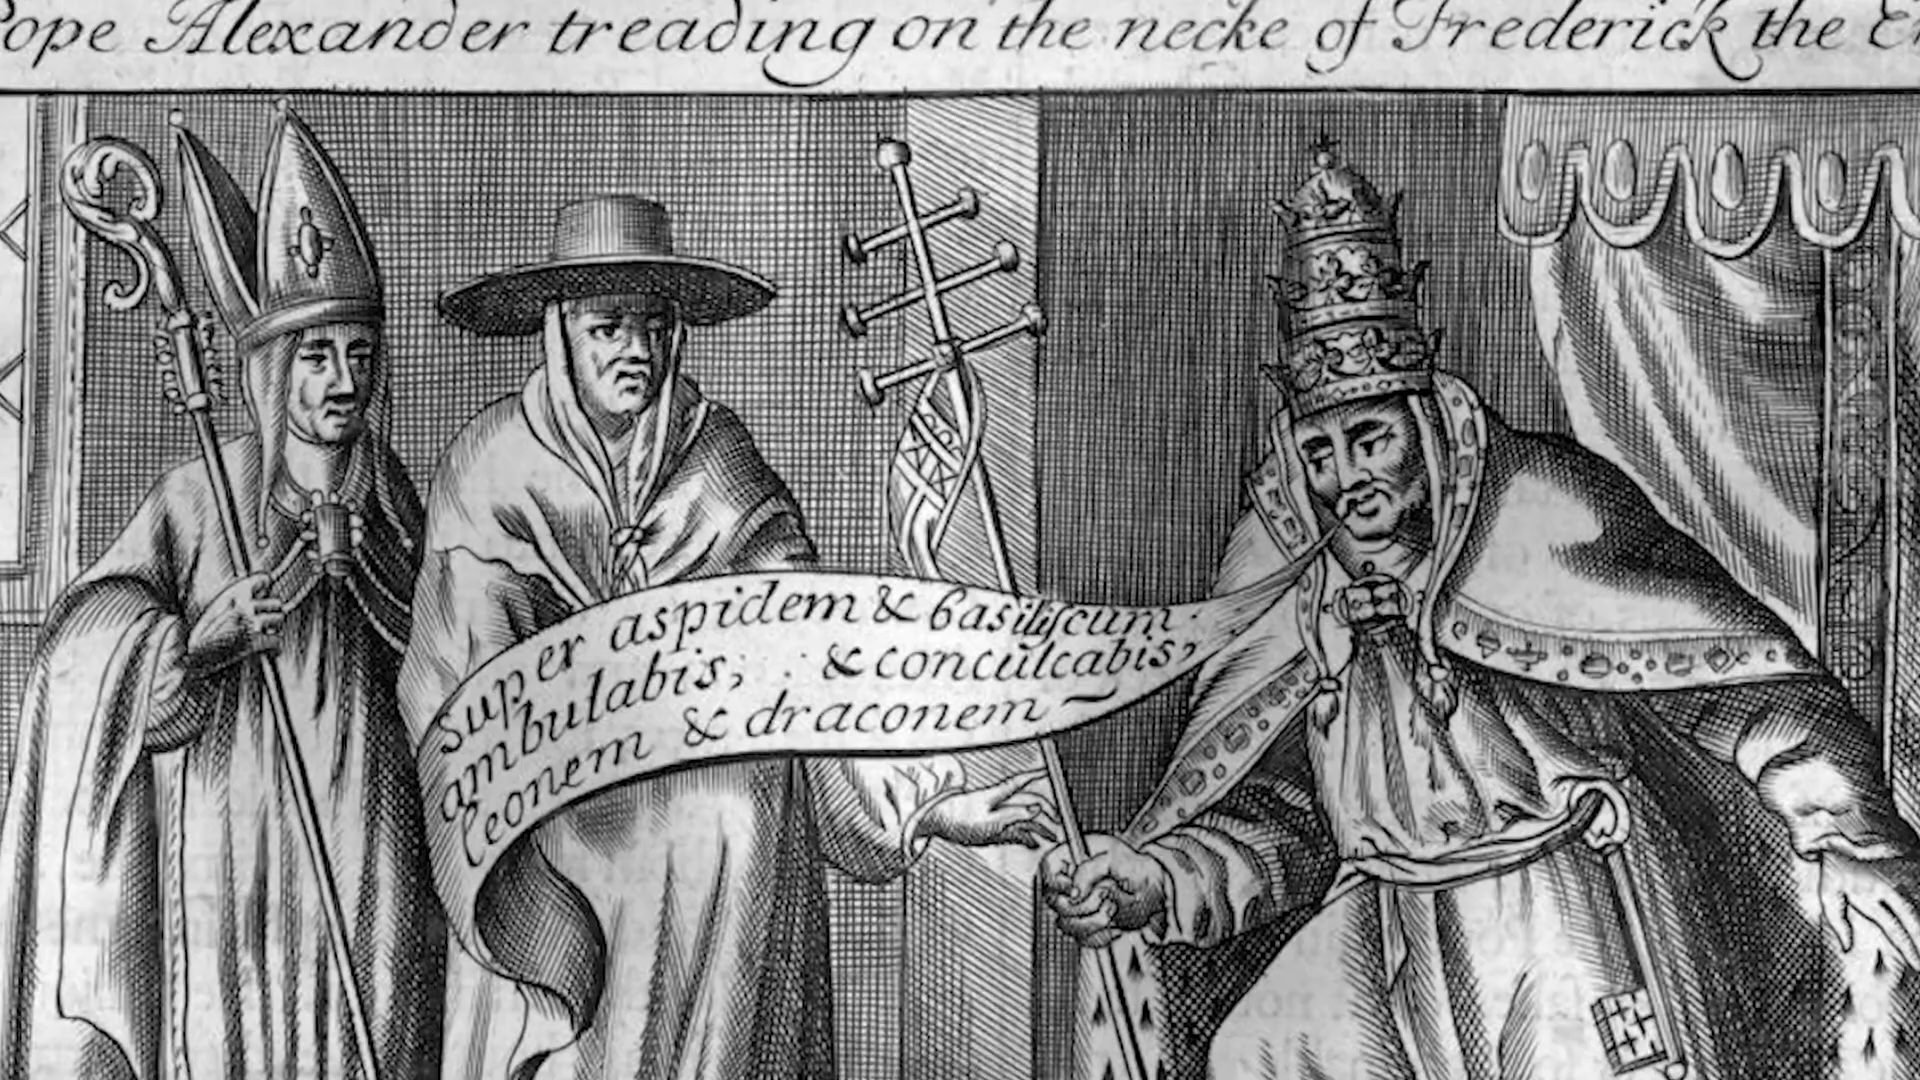 Pope Alexander treading on the necke of Frederick the E
Super aspidem & basiliscum
ambulabis, & conculcabis,
leonem & draconem